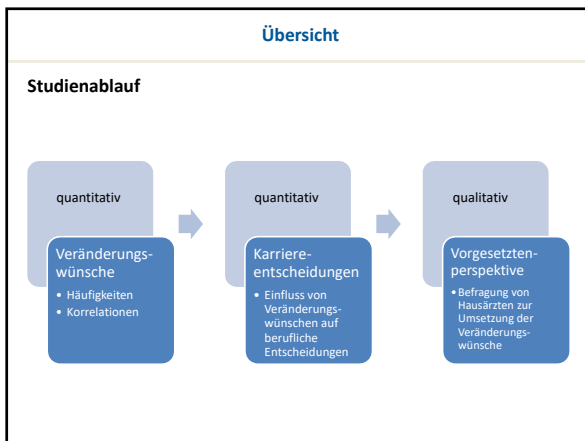 Übersicht
Studienablauf
quantitativ
Veränderungs-
wünsche
• Häufigkeiten
• Korrelationen
quantitativ
Karriere-
entscheidungen
• Einfluss von
Veränderungs-
wünschen auf
berufliche
Entscheidungen
qualitativ
Vorgesetzten-
perspektive
• Befragung von
Hausärzten zur
Umsetzung der
Veränderungs-
wünsche